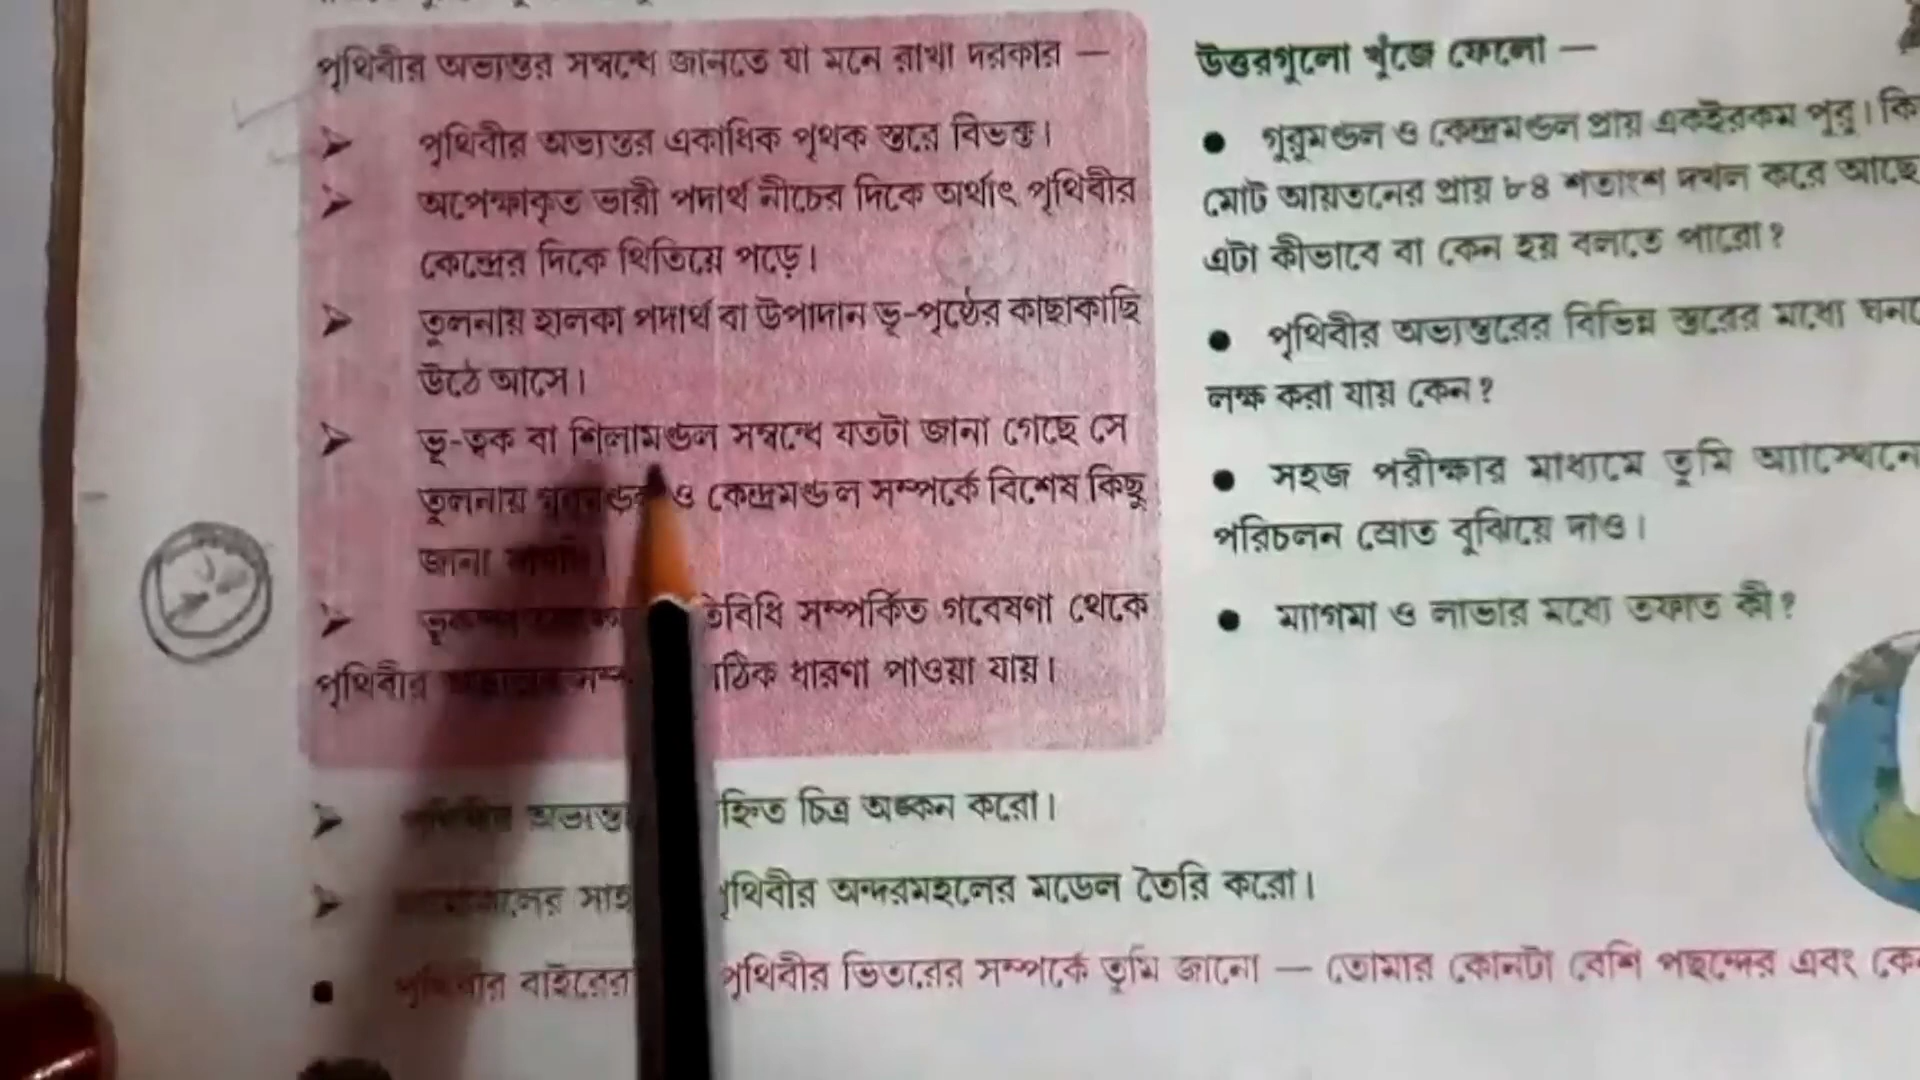 পৃথিবীর অভ্যন্তর সম্বন্ধে জানতে যা মনে রাখা দরকার —
➤ পৃথিবীর অভ্যন্তর একাধিক পৃথক স্তরে বিভক্ত।
➤ অপেক্ষাকৃত ভারী পদার্থ নীচের দিকে অর্থাৎ পৃথিবীর
কেন্দ্রের দিকে থিতিয়ে পড়ে।
➤ তুলনায় হালকা পদার্থ বা উপাদান ভূ-পৃষ্ঠের কাছাকাছি
উঠে আসে।
➤ ভূ-ত্বক বা শিলামণ্ডল সম্বন্ধে যতটা জানা গেছে সে
তুলনায় ও কেন্দ্রমণ্ডল সম্পর্কে বিশেষ কিছু
জানা
➤ সম্পর্কিত গবেষণা থেকে
পৃথিবীর ধারণা পাওয়া যায়।
➤ চিত্র অঙ্কন করো।
➤ পৃথিবীর অন্দরমহলের মডেল তৈরি করো।
● পৃথিবীর বাইরের পৃথিবীর ভিতরের সম্পর্কে তুমি জানো — তোমার কোনটা বেশি পছন্দের এবং
উত্তরগুলো খুঁজে ফেলো —
● গুরুমণ্ডল ও কেন্দ্রমণ্ডল প্রায় একইরকম পুরু। কি
মোট আয়তনের প্রায় ৮৪ শতাংশ দখল করে আছে
এটা কীভাবে বা কেন হয় বলতে পারো?
● পৃথিবীর অভ্যন্তরের বিভিন্ন স্তরের মধ্যে
লক্ষ করা যায় কেন?
● সহজ পরীক্ষার মাধ্যমে তুমি
পরিচলন স্রোত বুঝিয়ে দাও।
● ম্যাগমা ও লাভার মধ্যে তফাত কী?